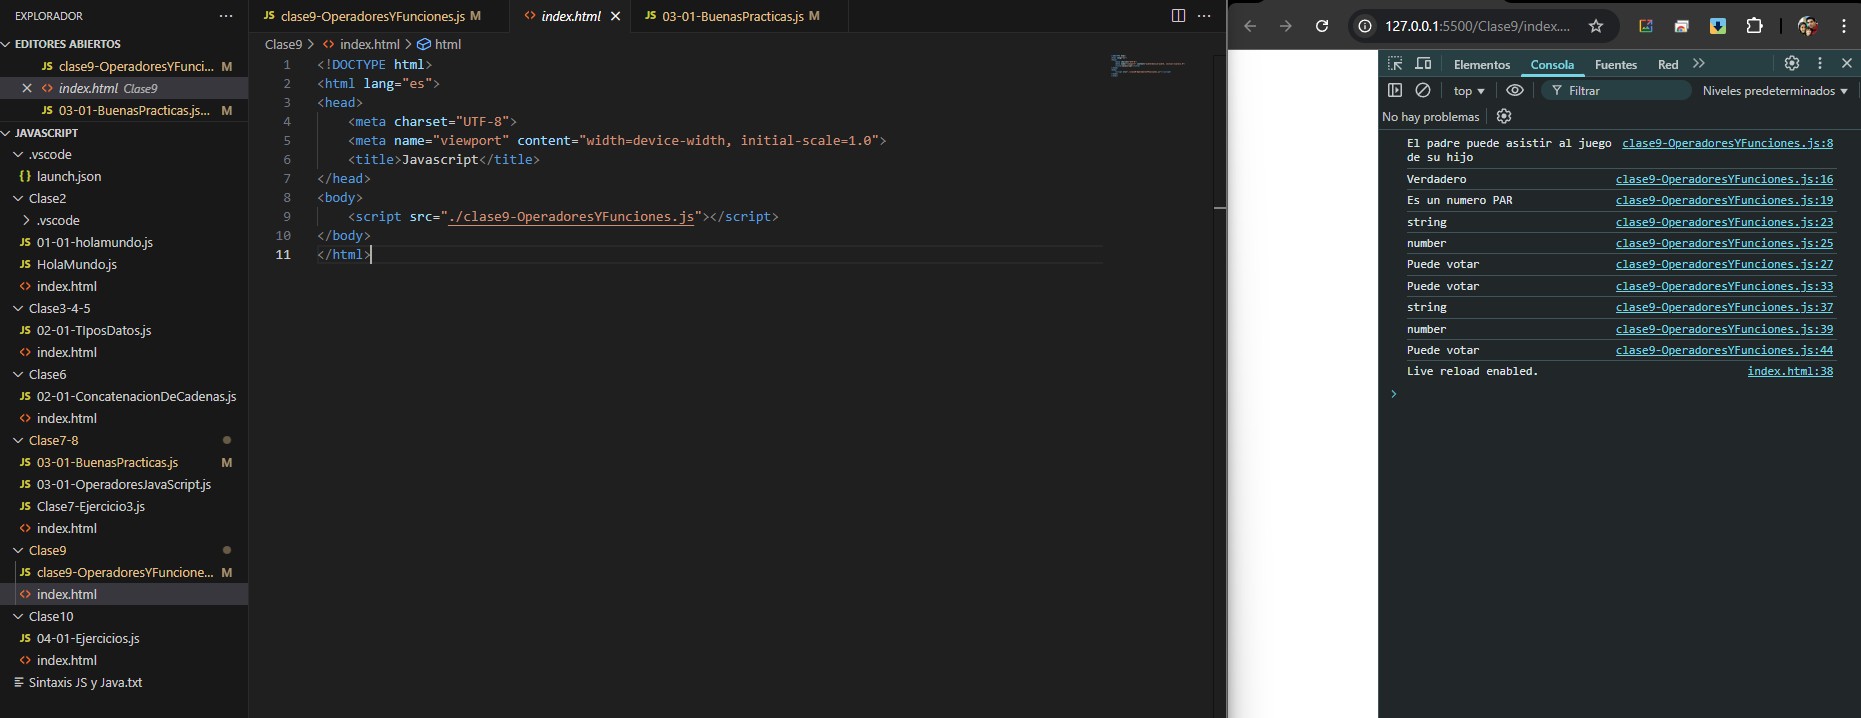 EXPLORADOR
EDITORES ABIERTOS
JS clase9-OperadoresYFunci... M
<> index.html Clase9
JS 03-01-BuenasPracticas.js... M
JAVASCRIPT
.vscode
{} launch.json
Clase2
.vscode
JS 01-01-holamundo.js
JS HolaMundo.js
<> index.html
Clase3-4-5
JS 02-01-TIposDatos.js
<> index.html
Clase6
JS 02-01-ConcatenacionDeCadenas.js
<> index.html
Clase7-8
JS 03-01-BuenasPracticas.js M
JS 03-01-OperadoresJavaScript.js
JS Clase7-Ejercicio3.js
<> index.html
Clase9
JS clase9-OperadoresYFuncione... M
<> index.html
Clase10
JS 04-01-Ejercicios.js
<> index.html
Sintaxis JS y Java.txt
JS clase9-OperadoresYFunciones.js M
<> index.html
JS 03-01-BuenasPracticas.js M
Clase9 > <> index.html > html
1 <!DOCTYPE html>
2 <html lang="es">
3 <head>
4 <meta charset="UTF-8">
5 <meta name="viewport" content="width=device-width, initial-scale=1.0">
6 <title>Javascript</title>
7 </head>
8 <body>
9 <script src="./clase9-OperadoresYFunciones.js"></script>
10 </body>
11 </html>
127.0.0.1:5500/Clase9/index....
Elementos Consola Fuentes Red
top Filtrar Niveles predeterminados
No hay problemas
El padre puede asistir al juego clase9-OperadoresYFunciones.js:8
de su hijo
Verdadero clase9-OperadoresYFunciones.js:16
Es un numero PAR clase9-OperadoresYFunciones.js:19
string clase9-OperadoresYFunciones.js:23
number clase9-OperadoresYFunciones.js:25
Puede votar clase9-OperadoresYFunciones.js:27
Puede votar clase9-OperadoresYFunciones.js:33
string clase9-OperadoresYFunciones.js:37
number clase9-OperadoresYFunciones.js:39
Puede votar clase9-OperadoresYFunciones.js:44
Live reload enabled. index.html:38